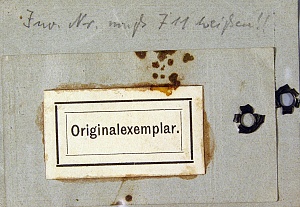 Inv. Nr. muß 711 heißen!!
Originalexemplar.